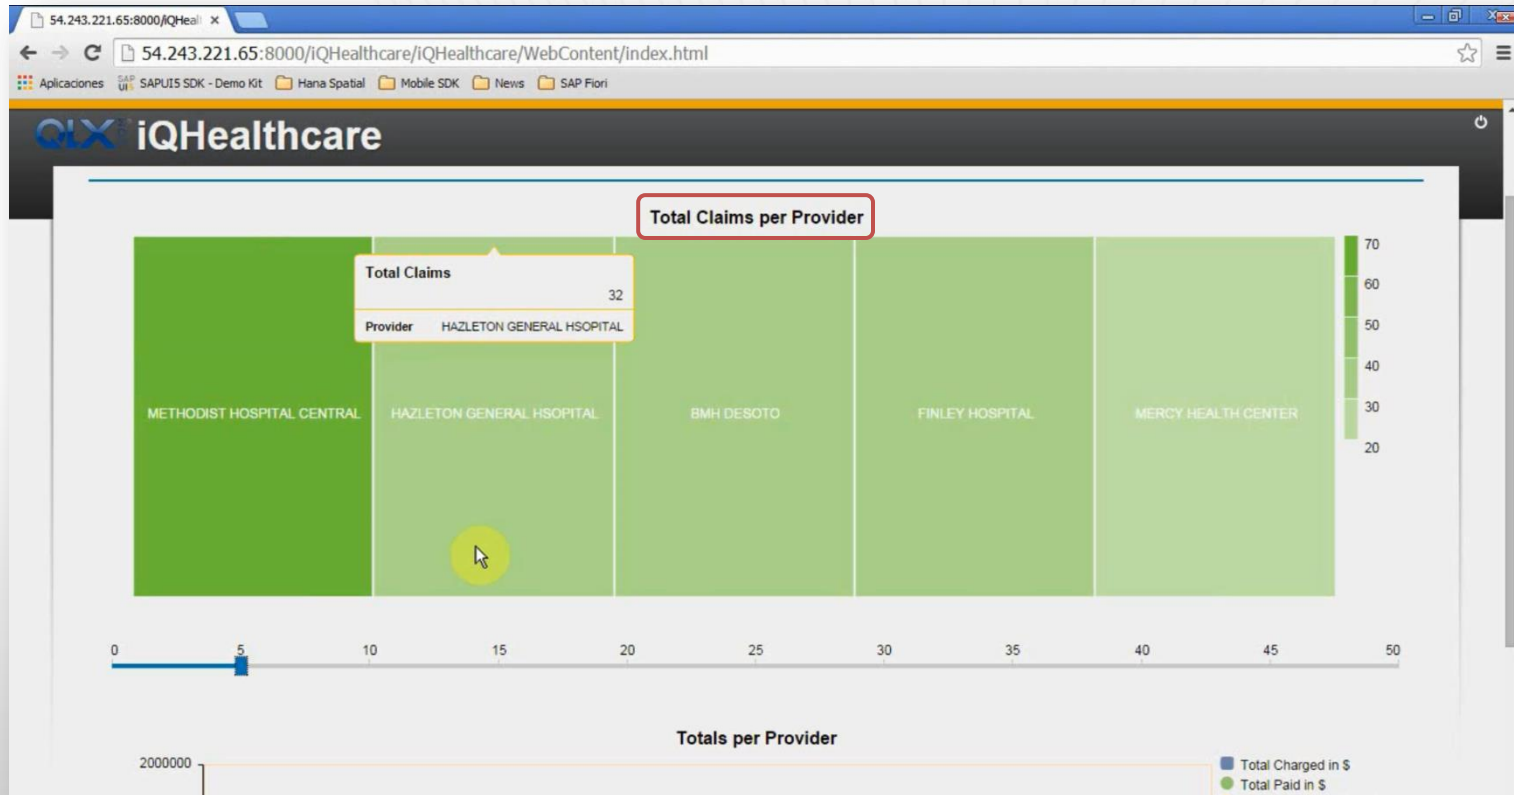 54.243.221.65:8000/iQHeal
54.243.221.65:8000/iQHealthcare/iQHealthcare/WebContent/index.html
Aplicaciones SAPUI5 SDK - Demo Kit Hana Spatial Mobile SDK News SAP Fiori
QLX iQHealthcare
Total Claims per Provider
70
60
50
40
30
20
Total Claims
32
Provider HAZLETON GENERAL HSOPITAL
METHODIST HOSPITAL CENTRAL HAZLETON GENERAL HSOPITAL BMH DESOTO FINLEY HOSPITAL MERCY HEALTH CENTER
0 5 10 15 20 25 30 35 40 45 50
Totals per Provider
2000000
Total Charged in $
Total Paid in $